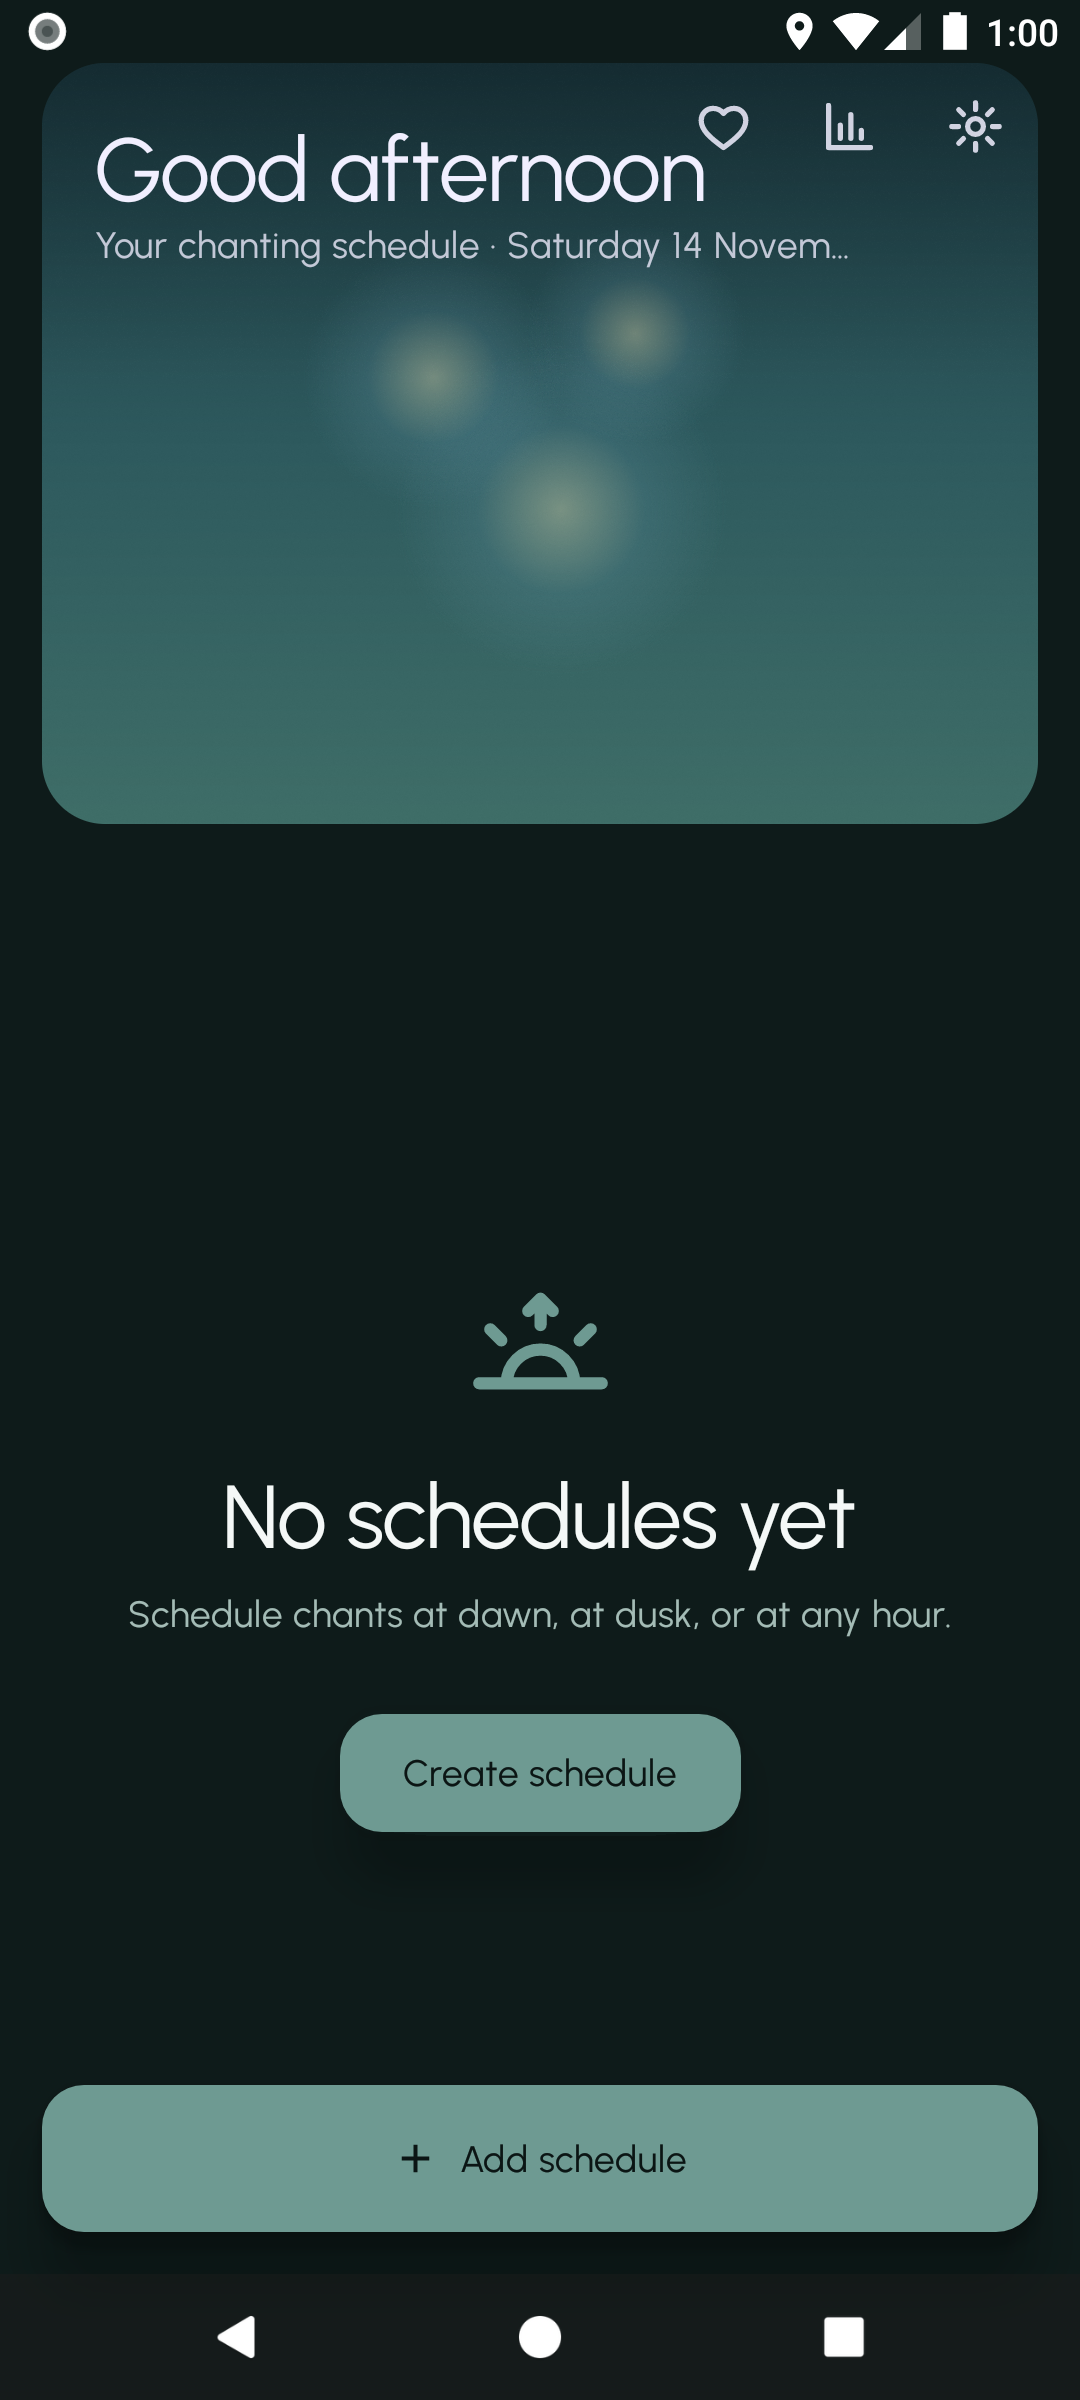 1:00
Good afternoon
Your chanting schedule · Saturday 14 Novem...
No schedules yet
Schedule chants at dawn, at dusk, or at any hour.
Create schedule
+ Add schedule